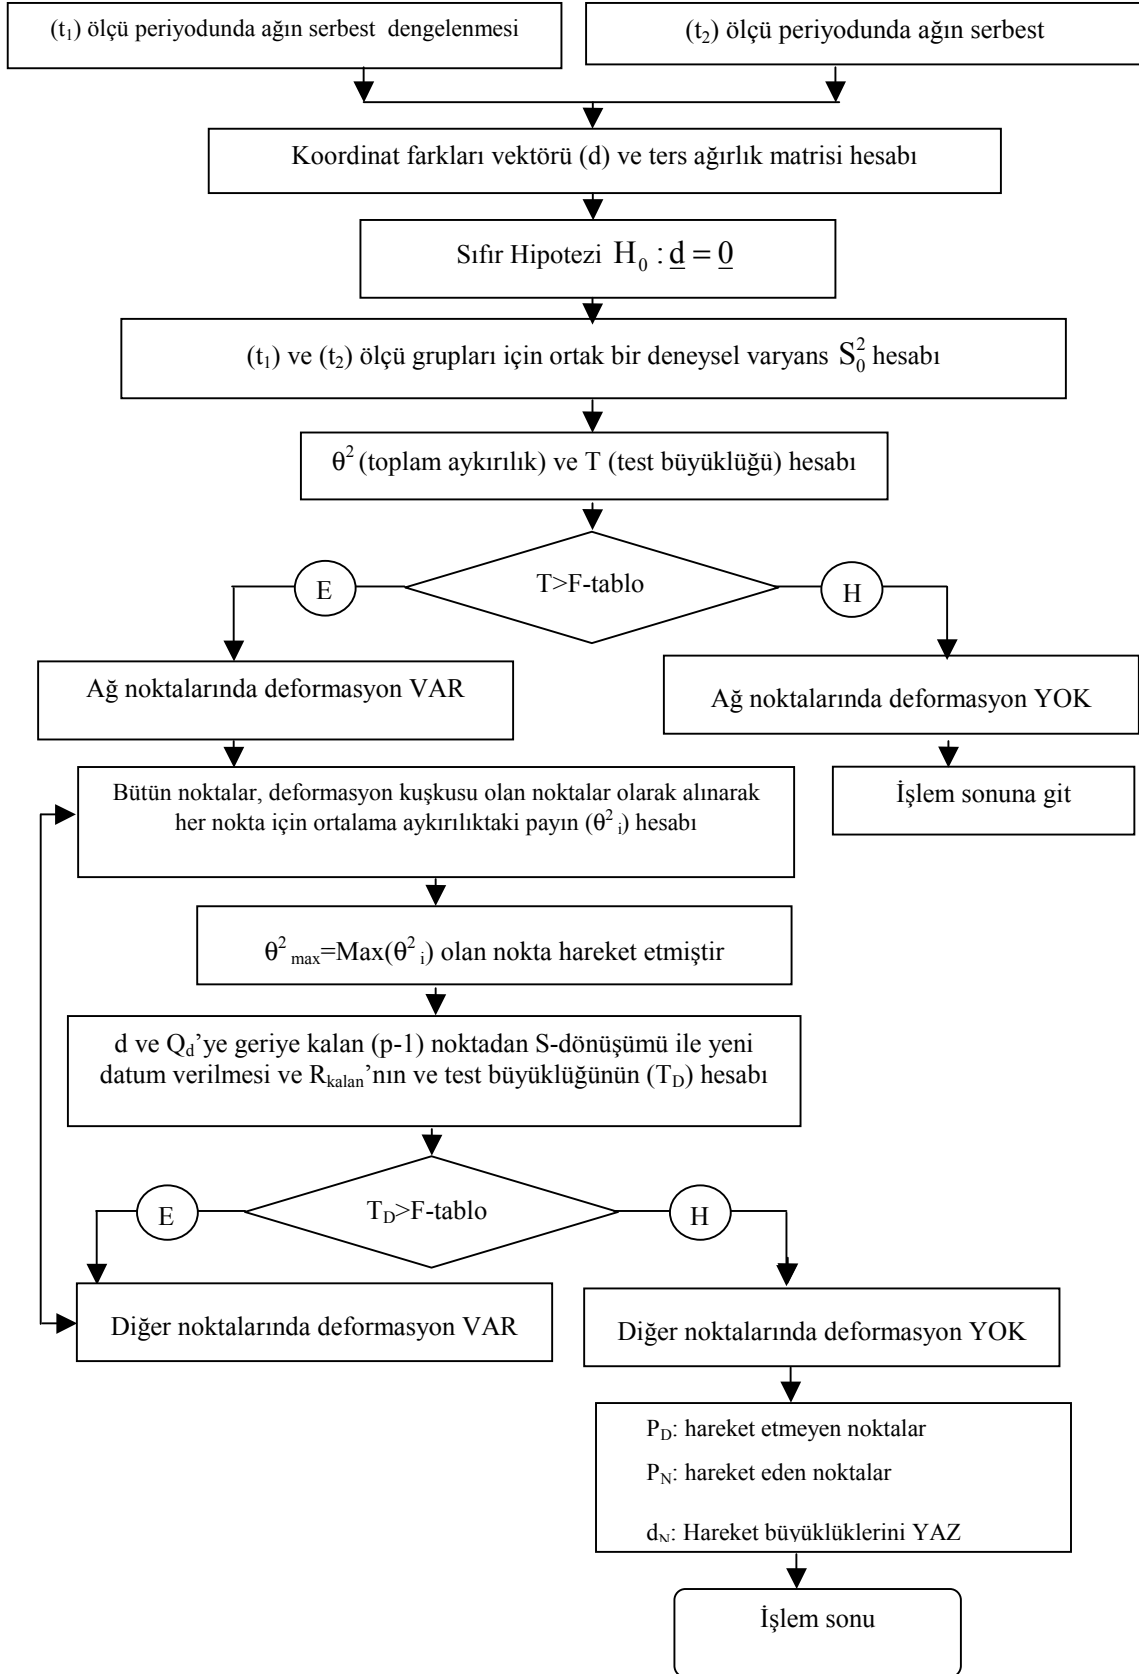 (t₁) ölçü periyodunda ağın serbest dengelenmesi
(t₂) ölçü periyodunda ağın serbest
Koordinat farkları vektörü (d) ve ters ağırlık matrisi hesabı
Sıfır Hipotezi H₀ : d = 0
(t₁) ve (t₂) ölçü grupları için ortak bir deneysel varyans S₀² hesabı
θ² (toplam aykırılık) ve T (test büyüklüğü) hesabı
T>F-tablo
E
H
Ağ noktalarında deformasyon VAR
Ağ noktalarında deformasyon YOK
İşlem sonuna git
Bütün noktalar, deformasyon kuşkusu olan noktalar olarak alınarak
her nokta için ortalama aykırılıktaki payın (θ² ᵢ) hesabı
θ² max=Max(θ² ᵢ) olan nokta hareket etmiştir
d ve Q_d’ye geriye kalan (p-1) noktadan S-dönüşümü ile yeni
datum verilmesi ve R_kalan’nın ve test büyüklüğünün (T_D) hesabı
T_D>F-tablo
E
H
Diğer noktalarında deformasyon VAR
Diğer noktalarında deformasyon YOK
P_D: hareket etmeyen noktalar
P_N: hareket eden noktalar
d_N: Hareket büyüklüklerini YAZ
İşlem sonu